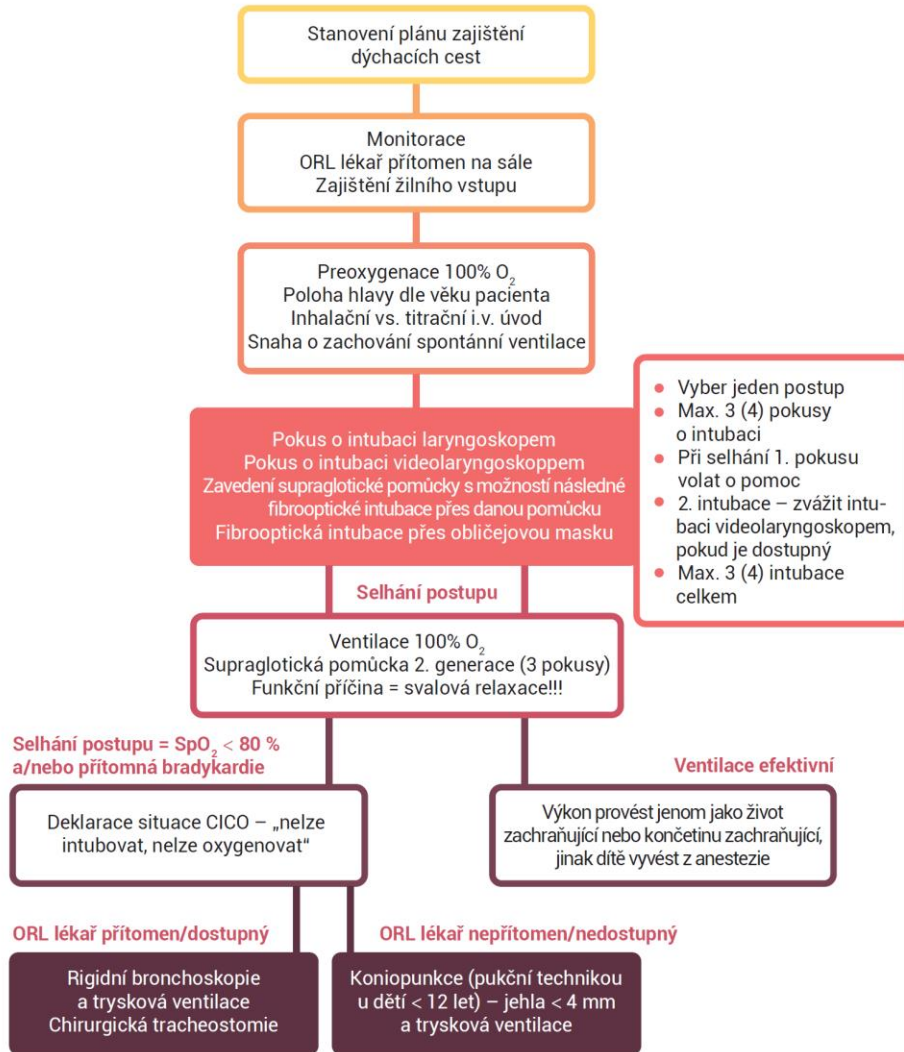 Stanovení plánu zajištění
dýchacích cest
Monitorace
ORL lékař přítomen na sále
Zajištění žilního vstupu
Preoxygenace 100% O₂
Poloha hlavy dle věku pacienta
Inhalační vs. titrační i.v. úvod
Snaha o zachování spontánní ventilace
Pokus o intubaci laryngoskopem
Pokus o intubaci videolaryngoskoppem
Zavedení supraglotické pomůcky s možností následné
fibrooptické intubace přes danou pomůcku
Fibrooptická intubace přes obličejovou masku
• Vyber jeden postup
• Max. 3 (4) pokusy
o intubaci
• Při selhání 1. pokusu
volat o pomoc
• 2. intubace – zvážit intu-
baci videolaryngoskopem,
pokud je dostupný
• Max. 3 (4) intubace
celkem
Selhání postupu
Ventilace 100% O₂
Supraglotická pomůcka 2. generace (3 pokusy)
Funkční příčina = svalová relaxace!!!
Selhání postupu = SpO₂ < 80 %
a/nebo přítomná bradykardie
Deklarace situace CICO – „nelze
intubovat, nelze oxygenovat“
Ventilace efektivní
Výkon provést jenom jako život
zachraňující nebo končetinu zachraňující,
jinak dítě vyvést z anestezie
ORL lékař přítomen/dostupný
Rigidní bronchoskopie
a trysková ventilace
Chirurgická tracheostomie
ORL lékař nepřítomen/nedostupný
Koniopunkce (pukční technikou
u dětí < 12 let) – jehla < 4 mm
a trysková ventilace